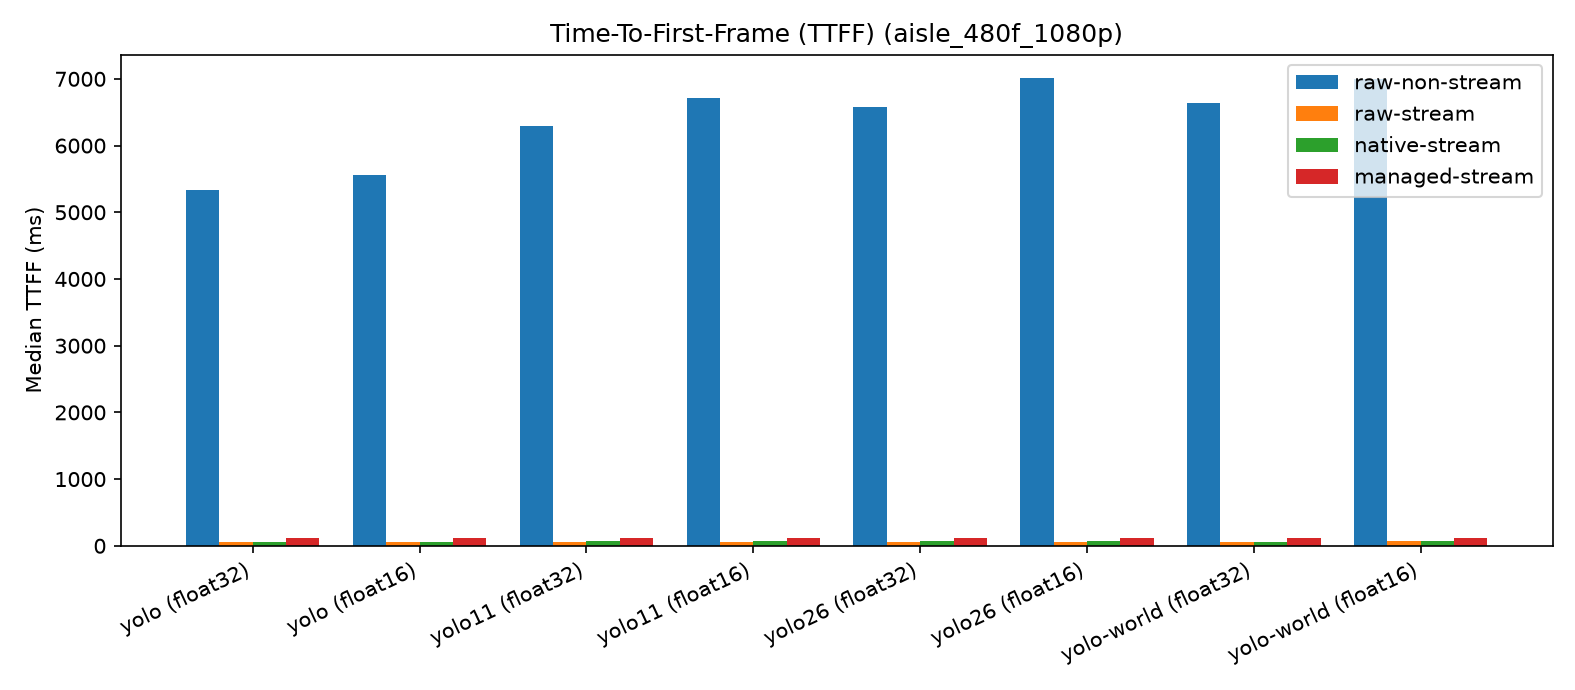 Time-To-First-Frame (TTFF) (aisle_480f_1080p)
raw-non-stream
raw-stream
native-stream
managed-stream
Median TTFF (ms)
7000
6000
5000
4000
3000
2000
1000
0
yolo (float32)
yolo (float16)
yolo11 (float32)
yolo11 (float16)
yolo26 (float32)
yolo26 (float16)
yolo-world (float32)
yolo-world (float16)